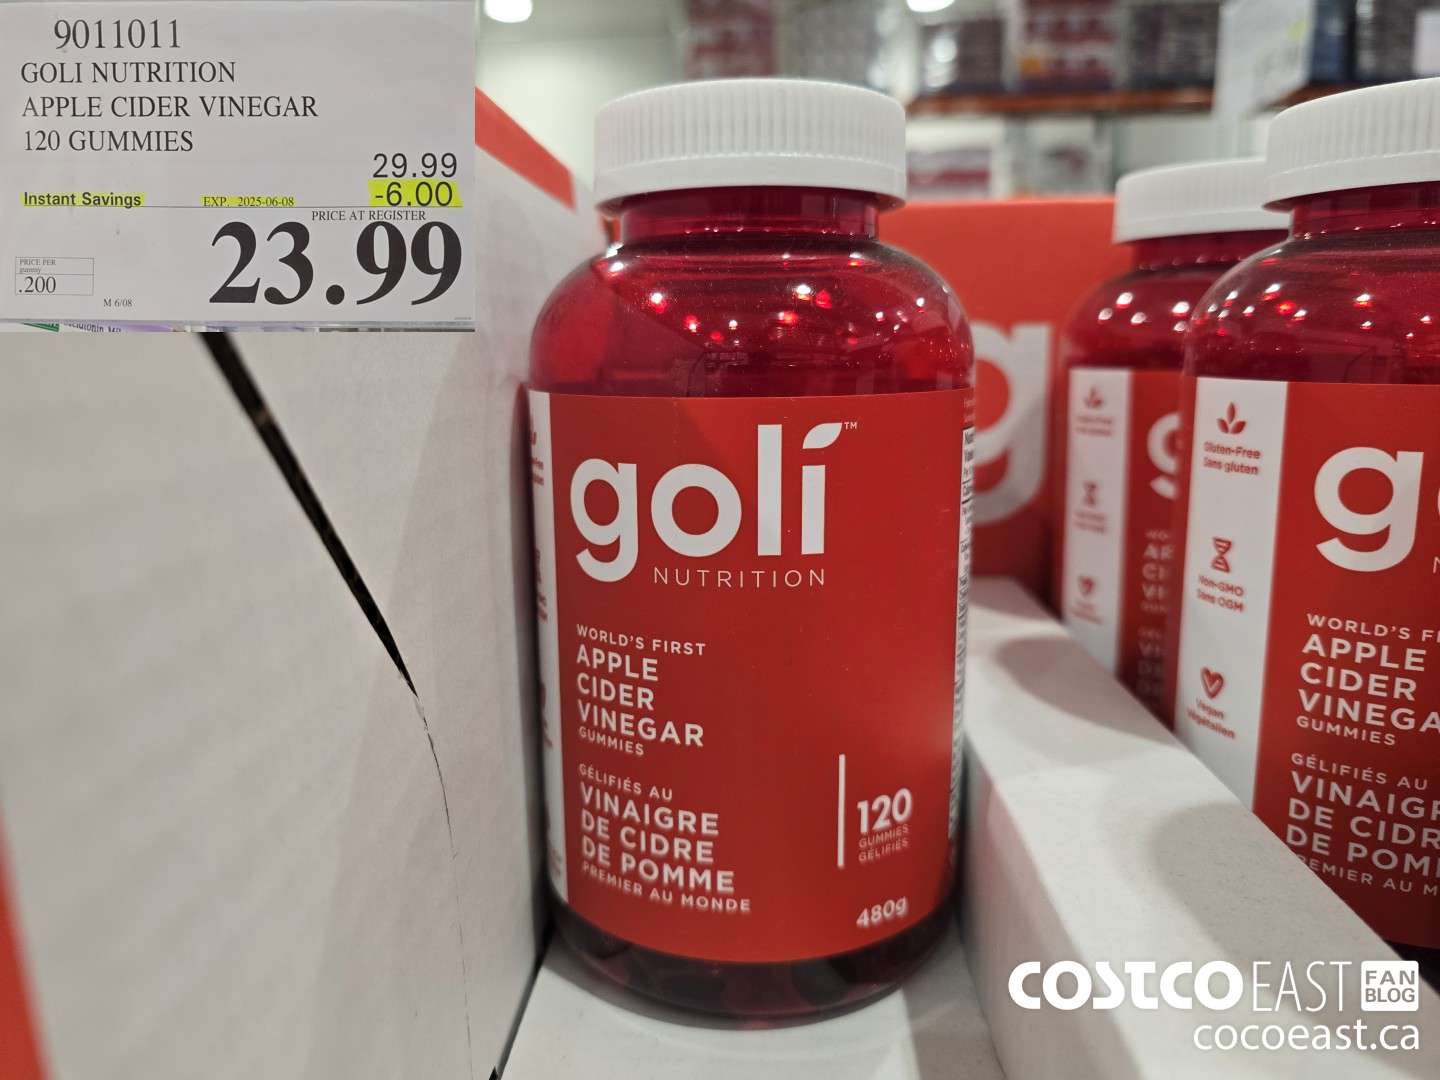 9011011
GOLI NUTRITION
APPLE CIDER VINEGAR
120 GUMMIES
29.99
Instant Savings
EXP. 2025-06-08
-6.00
PRICE AT REGISTER
23.99
PRICE PER
gummy
.200
M 6/08
goli™
NUTRITION
WORLD'S FIRST
APPLE
CIDER
VINEGAR
GUMMIES
GÉLIFIÉS AU
VINAIGRE
DE CIDRE
DE POMME
PREMIER AU MONDE
120
GUMMIES
GÉLIFIÉS
480g
g
Gluten-Free
Sans gluten
Non-GMO
Sans OGM
Vegan
Végétalien
g
NUTRITION
WORLD'S FI
APPLE
CIDER
VINEGA
GUMMIES
GÉLIFIÉS AU
VINAIGR
DE CIDR
DE POMM
PREMIER AU M
COSTCO EAST FAN BLOG
cocoeast.ca